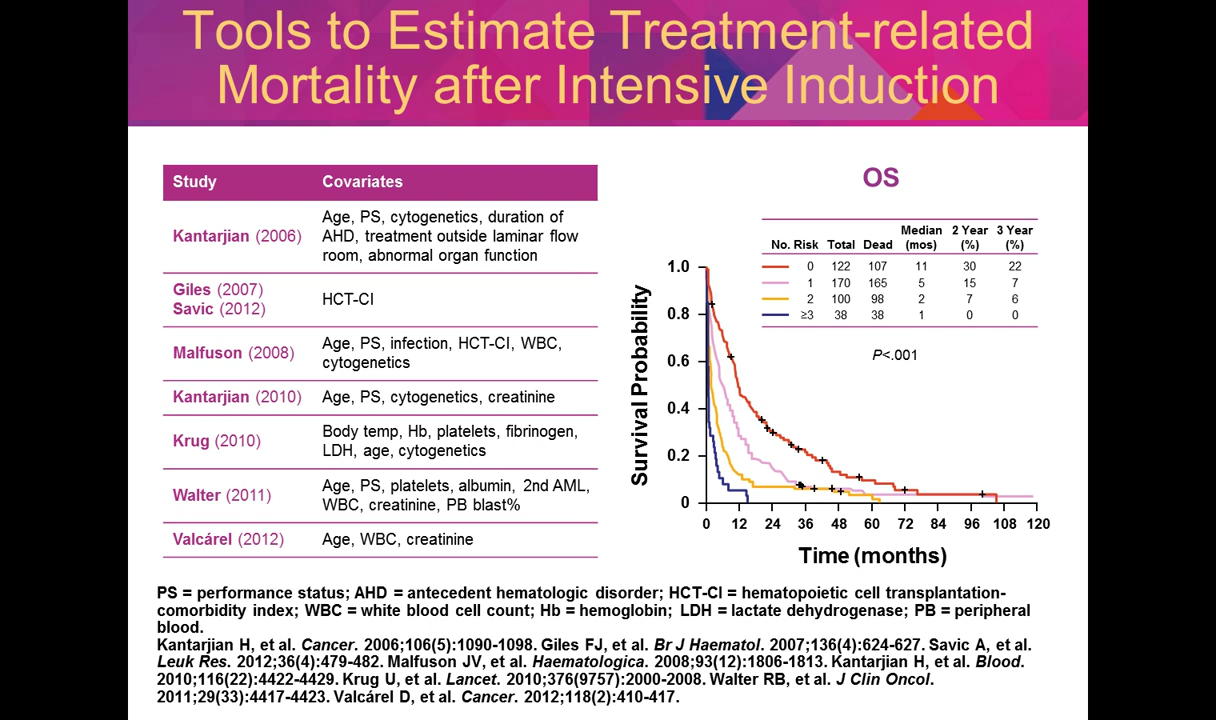 Tools to Estimate Treatment-related
Mortality after Intensive Induction
Study Covariates
Kantarjian (2006) Age, PS, cytogenetics, duration of
AHD, treatment outside laminar flow
room, abnormal organ function
Giles (2007)
Savic (2012)
HCT-CI
Malfuson (2008) Age, PS, infection, HCT-CI, WBC,
cytogenetics
Kantarjian (2010) Age, PS, cytogenetics, creatinine
Krug (2010) Body temp, Hb, platelets, fibrinogen,
LDH, age, cytogenetics
Walter (2011) Age, PS, platelets, albumin, 2nd AML,
WBC, creatinine, PB blast%
Valcárel (2012) Age, WBC, creatinine
OS
No. Risk Total Dead Median (mos) 2 Year (%) 3 Year (%)
0 122 107 11 30 22
1 170 165 5 15 7
2 100 98 2 7 6
≥3 38 38 1 0 0
P<.001
Survival Probability
1.0
0.8
0.6
0.4
0.2
0
0 12 24 36 48 60 72 84 96 108 120
Time (months)
PS = performance status; AHD = antecedent hematologic disorder; HCT-CI = hematopoietic cell transplantation-
comorbidity index; WBC = white blood cell count; Hb = hemoglobin; LDH = lactate dehydrogenase; PB = peripheral
blood.
Kantarjian H, et al. Cancer. 2006;106(5):1090-1098. Giles FJ, et al. Br J Haematol. 2007;136(4):624-627. Savic A, et al.
Leuk Res. 2012;36(4):479-482. Malfuson JV, et al. Haematologica. 2008;93(12):1806-1813. Kantarjian H, et al. Blood.
2010;116(22):4422-4429. Krug U, et al. Lancet. 2010;376(9757):2000-2008. Walter RB, et al. J Clin Oncol.
2011;29(33):4417-4423. Valcárel D, et al. Cancer. 2012;118(2):410-417.